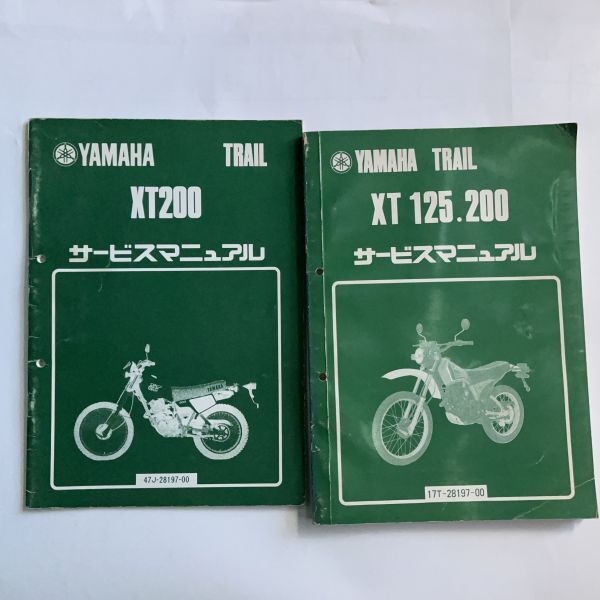 YAMAHA TRAIL
XT200
サービスマニュアル
YAMAHA
47J-28197-00
YAMAHA TRAIL
XT 125.200
サービスマニュアル
17T-28197-00